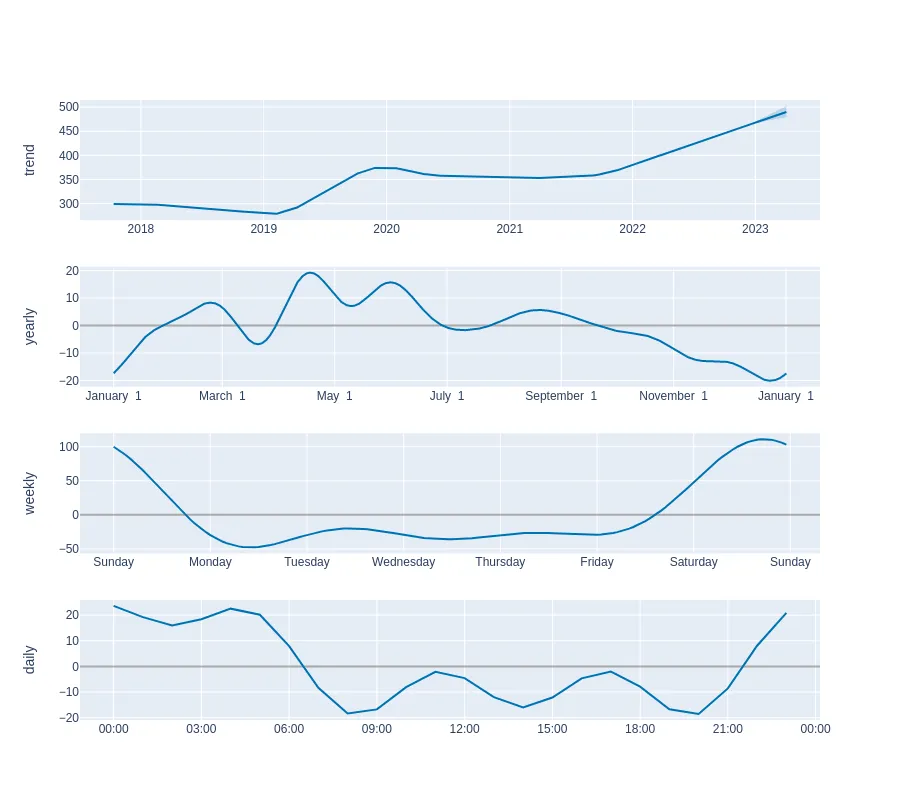 trend
500
450
400
350
300
2018 2019 2020 2021 2022 2023
yearly
20
10
0
−10
−20
January 1 March 1 May 1 July 1 September 1 November 1 January 1
weekly
100
50
0
−50
Sunday Monday Tuesday Wednesday Thursday Friday Saturday Sunday
daily
20
10
0
−10
−20
00:00 03:00 06:00 09:00 12:00 15:00 18:00 21:00 00:00